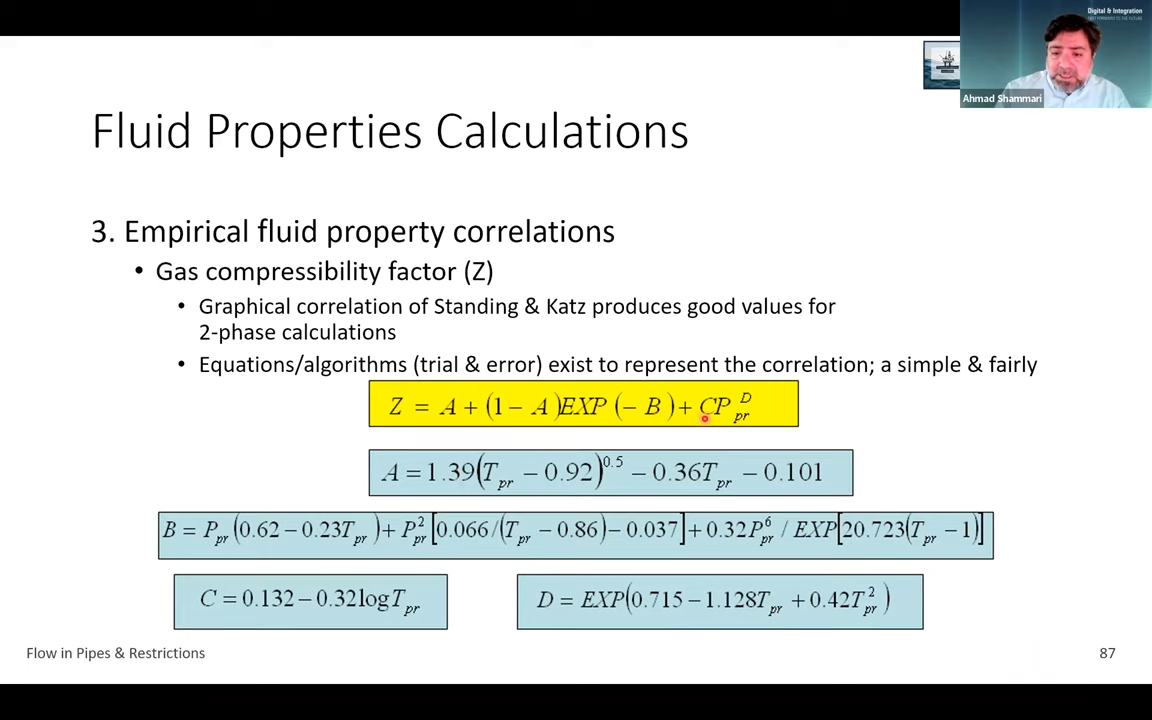 Digital & Integration
Ahmad Shammari
Fluid Properties Calculations
3. Empirical fluid property correlations
• Gas compressibility factor (Z)
• Graphical correlation of Standing & Katz produces good values for
2-phase calculations
• Equations/algorithms (trial & error) exist to represent the correlation; a simple & fairly
Z = A + (1 − A)EXP(− B) + CP_pr^D
A = 1.39(T_pr − 0.92)^0.5 − 0.36T_pr − 0.101
B = P_pr(0.62 − 0.23T_pr) + P_pr^2[0.066/(T_pr − 0.86) − 0.037] + 0.32P_pr^6 / EXP[20.723(T_pr − 1)]
C = 0.132 − 0.32 log T_pr
D = EXP(0.715 − 1.128T_pr + 0.42T_pr^2)
Flow in Pipes & Restrictions
87